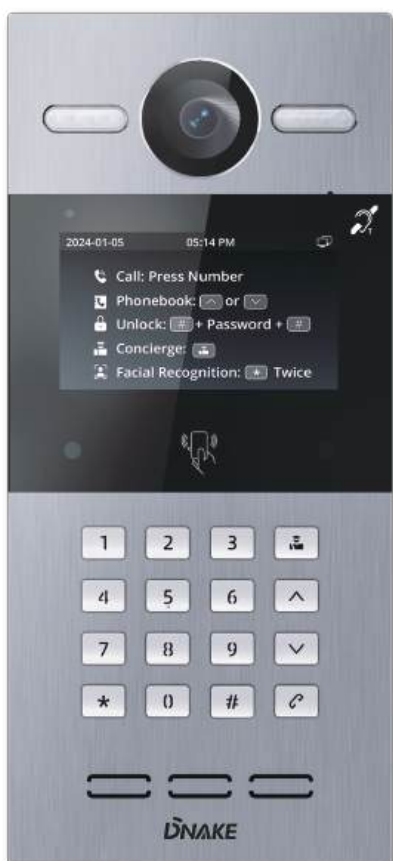 2024-01-05 05:14 PM
Call: Press Number
Phonebook: ^ or ∨
Unlock: # + Password + #
Concierge:
Facial Recognition: * Twice
T
1 2 3
4 5 6 ^
7 8 9 ∨
* 0 #
DNAKE